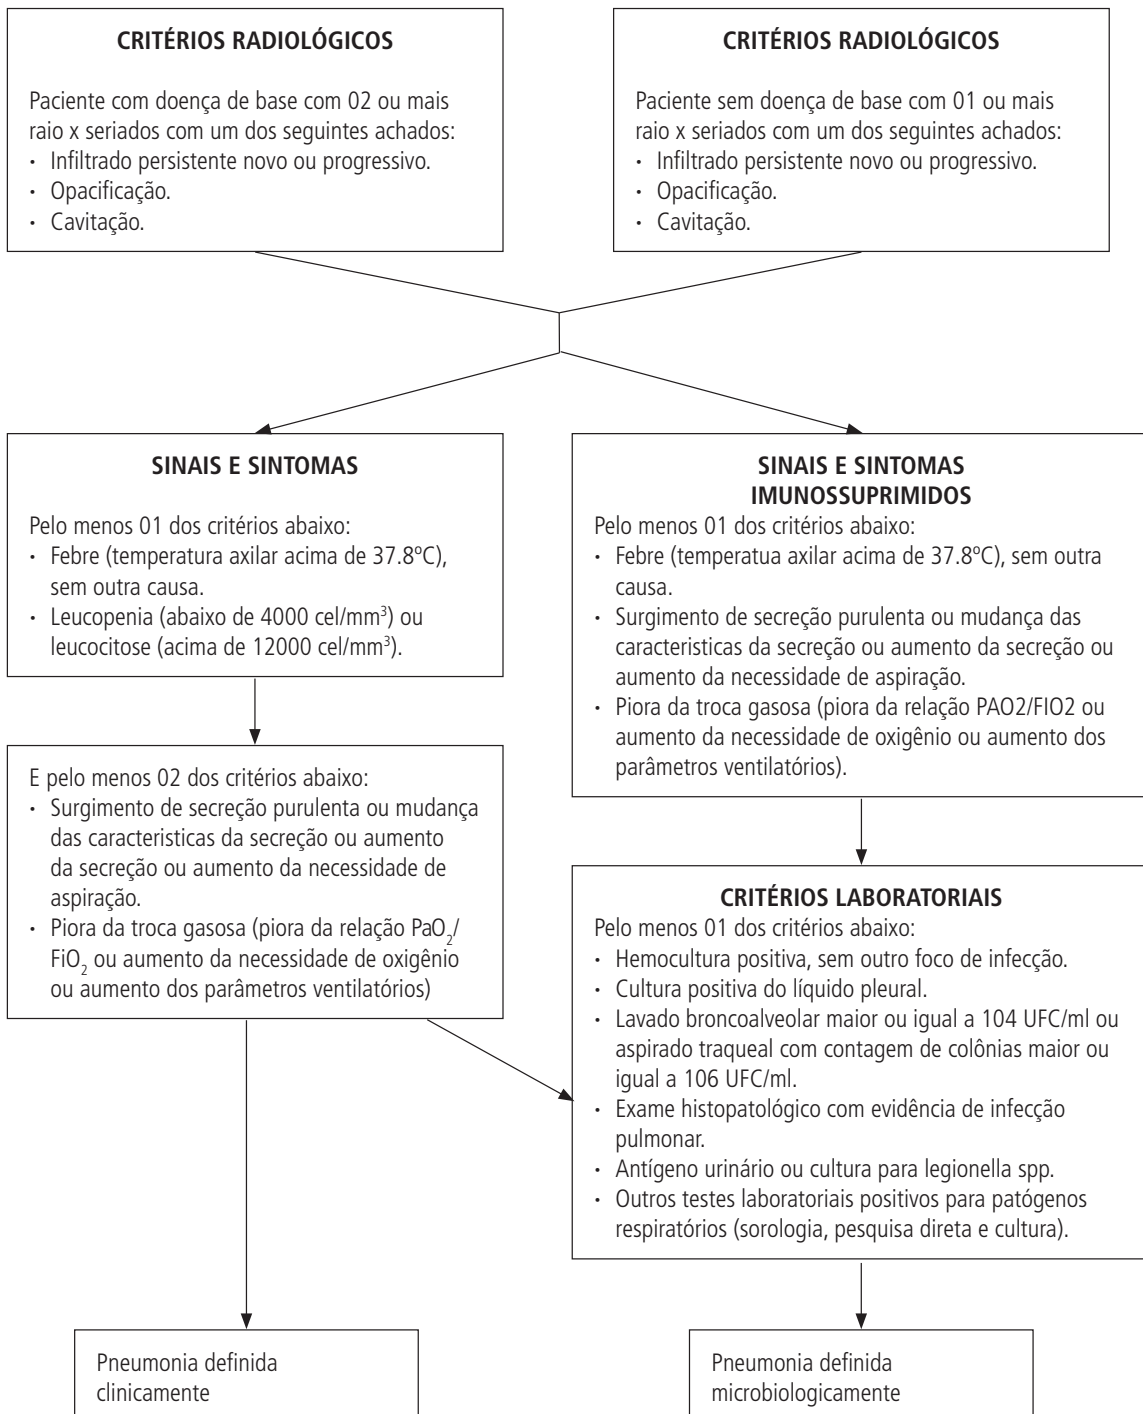 CRITÉRIOS RADIOLÓGICOS
Paciente com doença de base com 02 ou mais
raio x seriados com um dos seguintes achados:
· Infiltrado persistente novo ou progressivo.
· Opacificação.
· Cavitação.
CRITÉRIOS RADIOLÓGICOS
Paciente sem doença de base com 01 ou mais
raio x seriados com um dos seguintes achados:
· Infiltrado persistente novo ou progressivo.
· Opacificação.
· Cavitação.
SINAIS E SINTOMAS
Pelo menos 01 dos critérios abaixo:
· Febre (temperatura axilar acima de 37.8ºC),
sem outra causa.
· Leucopenia (abaixo de 4000 cel/mm³) ou
leucocitose (acima de 12000 cel/mm³).
E pelo menos 02 dos critérios abaixo:
· Surgimento de secreção purulenta ou mudança
das caracteristicas da secreção ou aumento
da secreção ou aumento da necessidade de
aspiração.
· Piora da troca gasosa (piora da relação PaO₂/
FiO₂ ou aumento da necessidade de oxigênio
ou aumento dos parâmetros ventilatórios)
SINAIS E SINTOMAS
IMUNOSSUPRIMIDOS
Pelo menos 01 dos critérios abaixo:
· Febre (temperatua axilar acima de 37.8ºC), sem outra
causa.
· Surgimento de secreção purulenta ou mudança das
caracteristicas da secreção ou aumento da secreção ou
aumento da necessidade de aspiração.
· Piora da troca gasosa (piora da relação PAO2/FIO2 ou
aumento da necessidade de oxigênio ou aumento dos
parâmetros ventilatórios).
CRITÉRIOS LABORATORIAIS
Pelo menos 01 dos critérios abaixo:
· Hemocultura positiva, sem outro foco de infecção.
· Cultura positiva do líquido pleural.
· Lavado broncoalveolar maior ou igual a 104 UFC/ml ou
aspirado traqueal com contagem de colônias maior ou
igual a 106 UFC/ml.
· Exame histopatológico com evidência de infecção
pulmonar.
· Antígeno urinário ou cultura para legionella spp.
· Outros testes laboratoriais positivos para patógenos
respiratórios (sorologia, pesquisa direta e cultura).
Pneumonia definida
clinicamente
Pneumonia definida
microbiologicamente